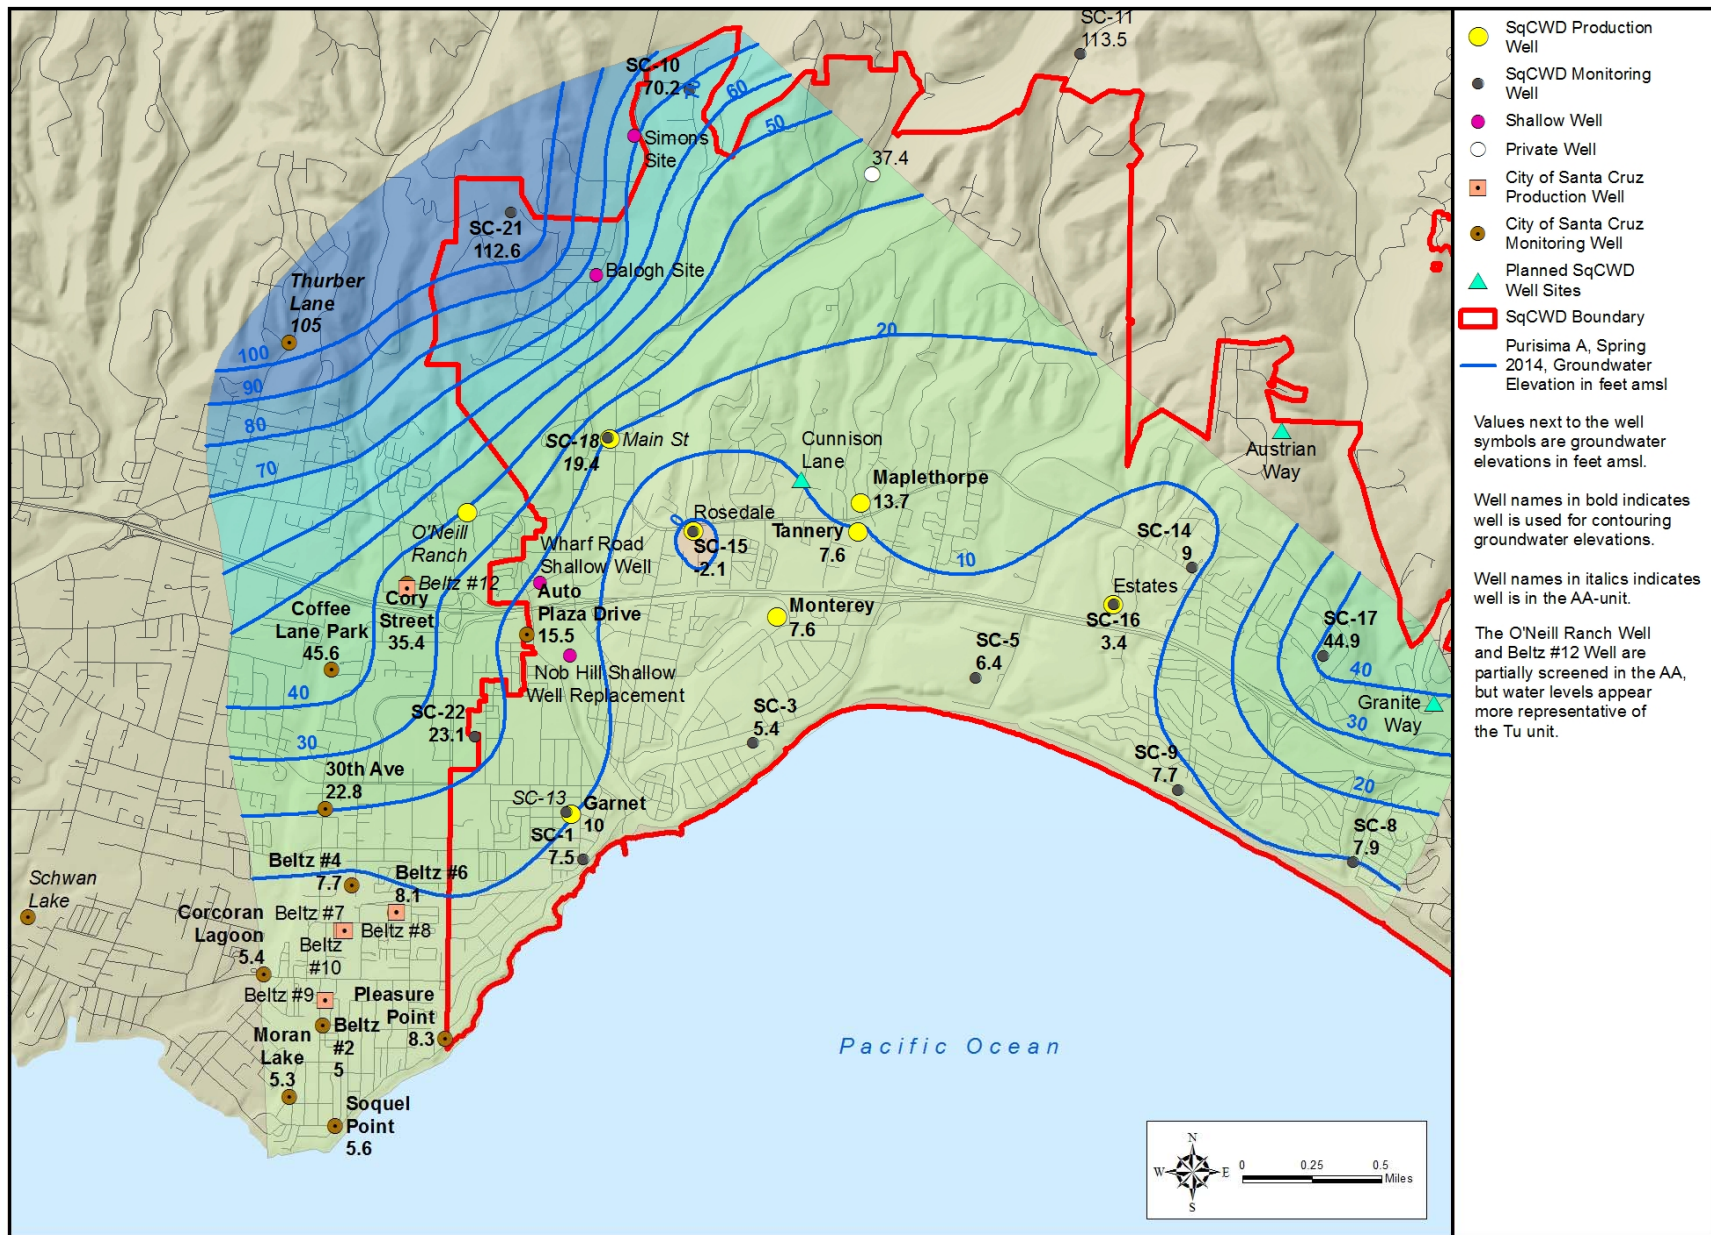 SC-11
113.5
SC-10
70.2
70
60
50
Simons
Site
37.4
SC-21
112.6
Balogh Site
Thurber
Lane
105
100
90
80
70
20
SC-18
19.4
Main St
Cunnison
Lane
Maplethorpe
13.7
Austrian
Way
O'Neill
Ranch
Rosedale
0
SC-15
-2.1
Tannery
7.6
10
SC-14
9
Wharf Road
Shallow Well
Beltz #12
Cory
Street
35.4
Auto
Plaza Drive
15.5
Coffee
Lane Park
45.6
Monterey
7.6
Estates
SC-16
3.4
SC-17
44.9
SC-5
6.4
40
Nob Hill Shallow
Well Replacement
40
Granite
Way
30
SC-22
23.1
SC-3
5.4
30
SC-9
7.7
20
30th Ave
22.8
SC-13
Garnet
10
SC-1
7.5
SC-8
7.9
Beltz #4
7.7
Beltz #6
8.1
Schwan
Lake
Corcoran
Lagoon
5.4
Beltz #7
Beltz #8
Beltz
#10
Beltz #9
Pleasure
Point
8.3
Moran
Lake
5.3
Beltz
#2
5
Soquel
Point
5.6
Pacific Ocean
N
W
E
S
0
0.25
0.5
Miles
SqCWD Production
Well
SqCWD Monitoring
Well
Shallow Well
Private Well
City of Santa Cruz
Production Well
City of Santa Cruz
Monitoring Well
Planned SqCWD
Well Sites
SqCWD Boundary
Purisima A, Spring
2014, Groundwater
Elevation in feet amsl
Values next to the well
symbols are groundwater
elevations in feet amsl.
Well names in bold indicates
well is used for contouring
groundwater elevations.
Well names in italics indicates
well is in the AA-unit.
The O'Neill Ranch Well
and Beltz #12 Well are
partially screened in the AA,
but water levels appear
more representative of
the Tu unit.